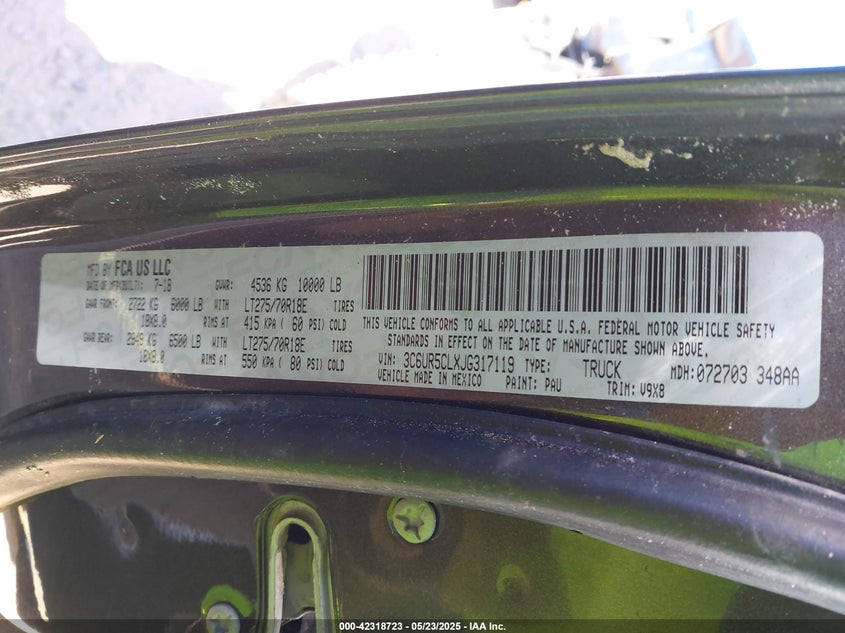 MFD BY FCA US LLC
DATE OF MFR(BUILT): 7-18 GVWR: 4536 KG 10000 LB
GAWR FRONT: 2722 KG 6000 LB WITH LT275/70R18E TIRES
18X8.0 RIMS AT 415 KPA ( 60 PSI) COLD
GAWR REAR: 2949 KG 6500 LB WITH LT275/70R18E TIRES
18X8.0 RIMS AT 550 KPA ( 80 PSI) COLD
THIS VEHICLE CONFORMS TO ALL APPLICABLE U.S.A. FEDERAL MOTOR VEHICLE SAFETY
STANDARDS IN EFFECT ON THE DATE OF MANUFACTURE SHOWN ABOVE.
VIN: 3C6UR5CLXJG317119 TYPE: TRUCK MDH: 072703 348AA
VEHICLE MADE IN MEXICO PAINT: PAU TRIM: V9X8
000-42318723 - 05/23/2025 - IAA Inc.